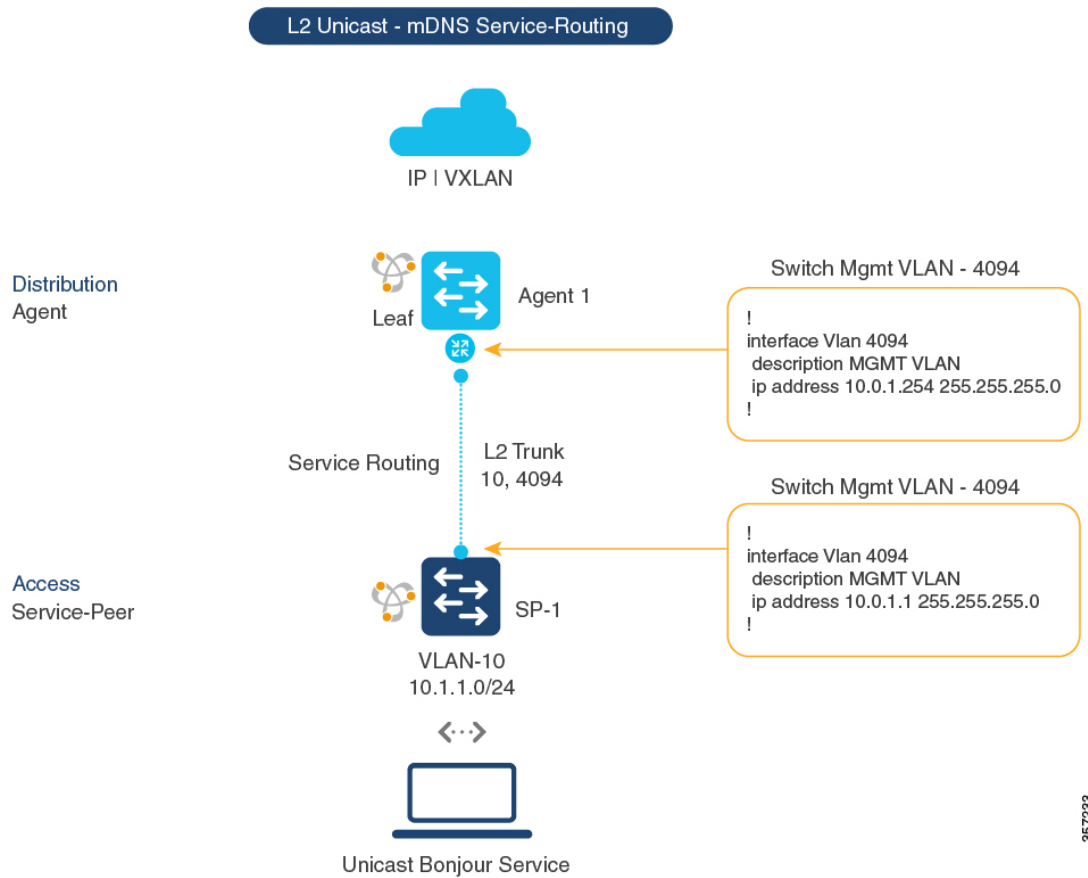 L2 Unicast - mDNS Service-Routing
IP | VXLAN
Distribution
Agent
Leaf
Agent 1
Switch Mgmt VLAN - 4094
!
interface Vlan 4094
description MGMT VLAN
ip address 10.0.1.254 255.255.255.0
!
Service Routing
L2 Trunk
10, 4094
Switch Mgmt VLAN - 4094
!
interface Vlan 4094
description MGMT VLAN
ip address 10.0.1.1 255.255.255.0
!
Access
Service-Peer
SP-1
VLAN-10
10.1.1.0/24
Unicast Bonjour Service
357233